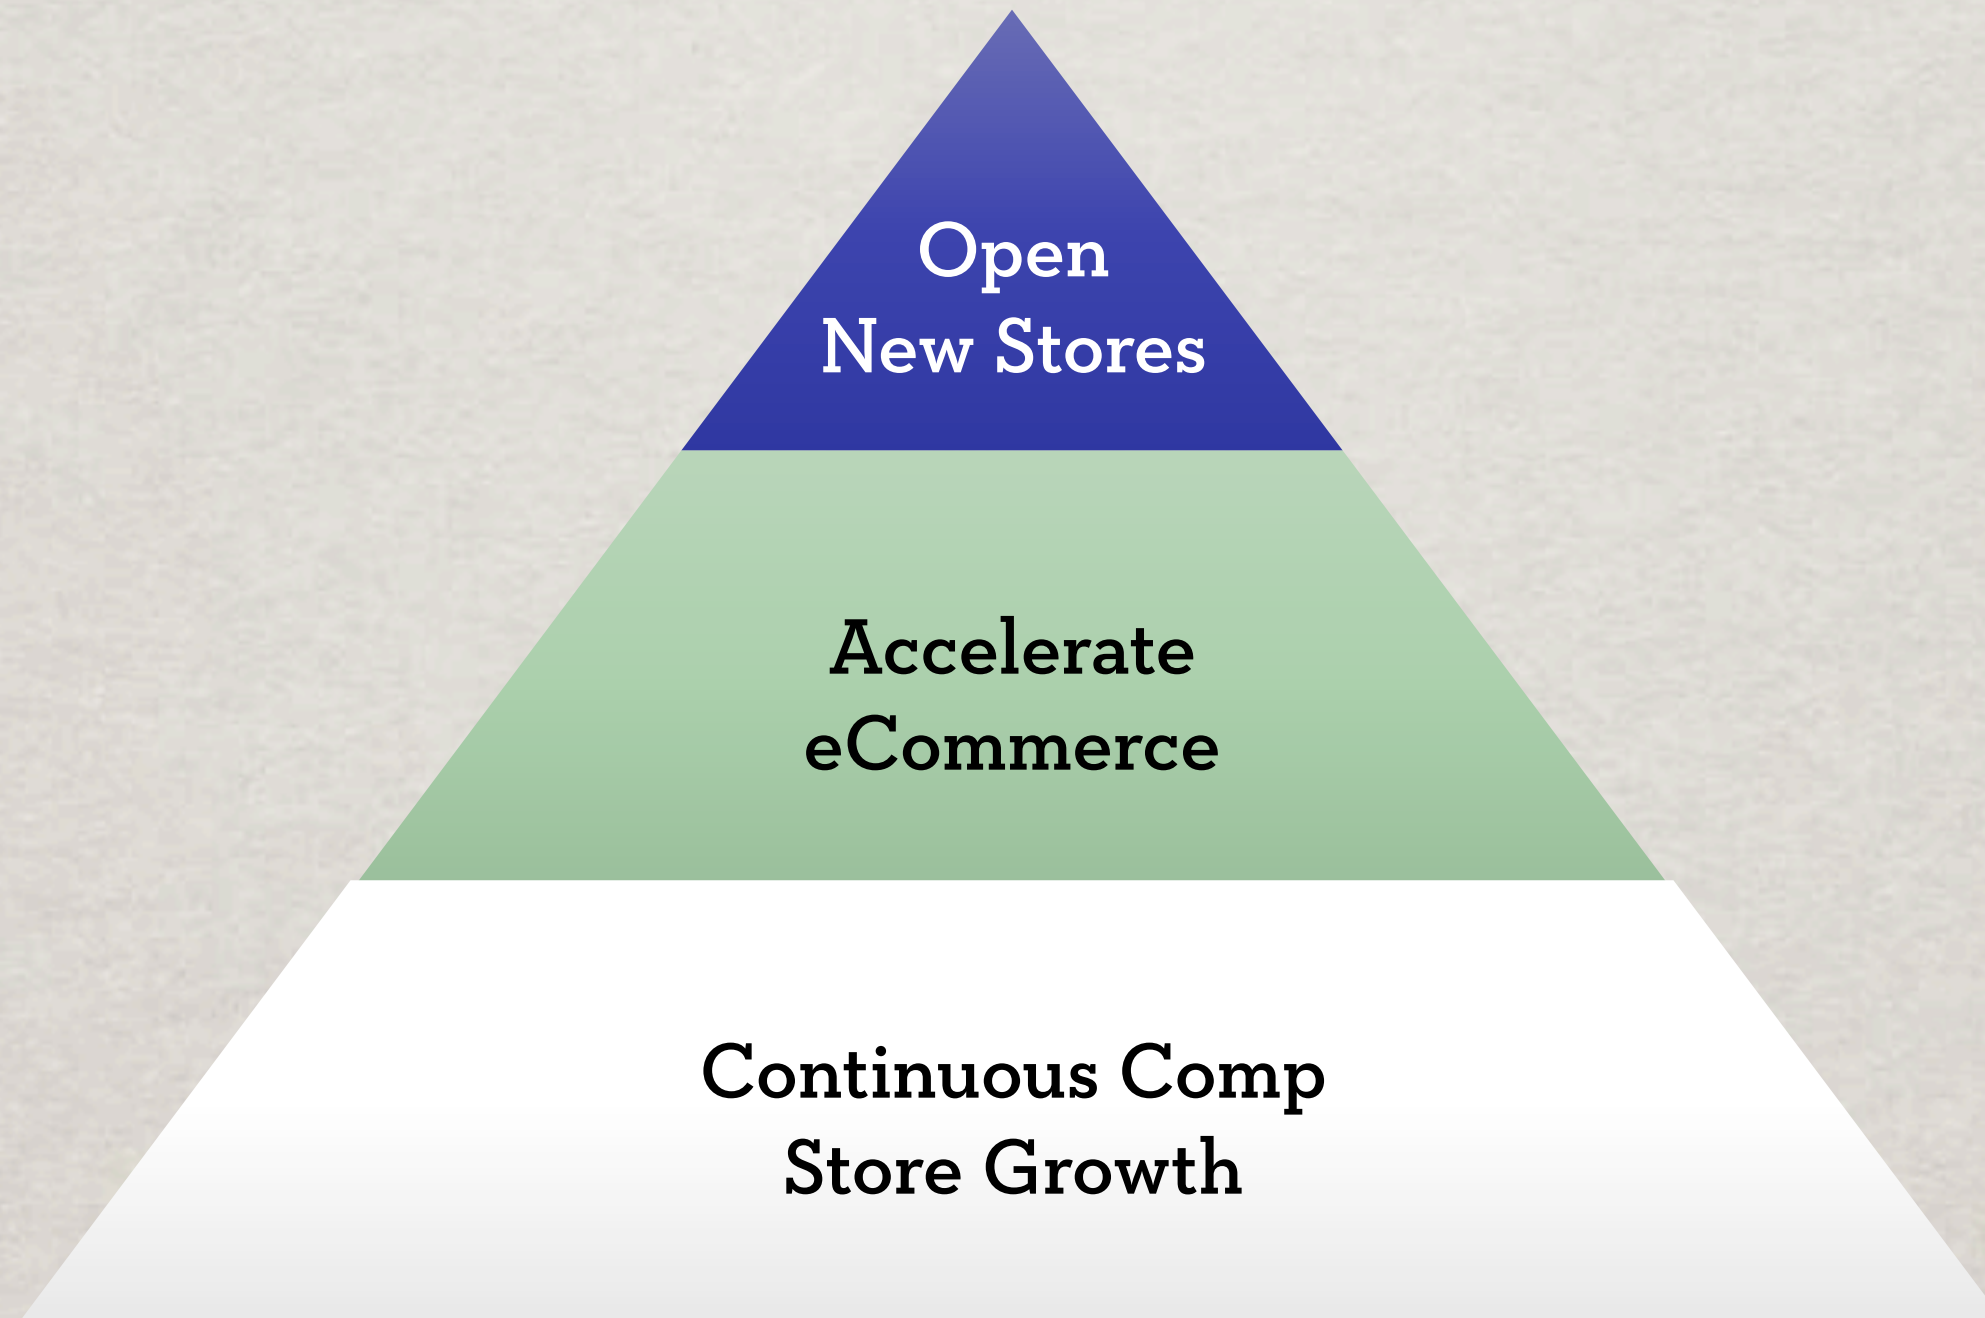 Open
New Stores
Accelerate
eCommerce
Continuous Comp
Store Growth